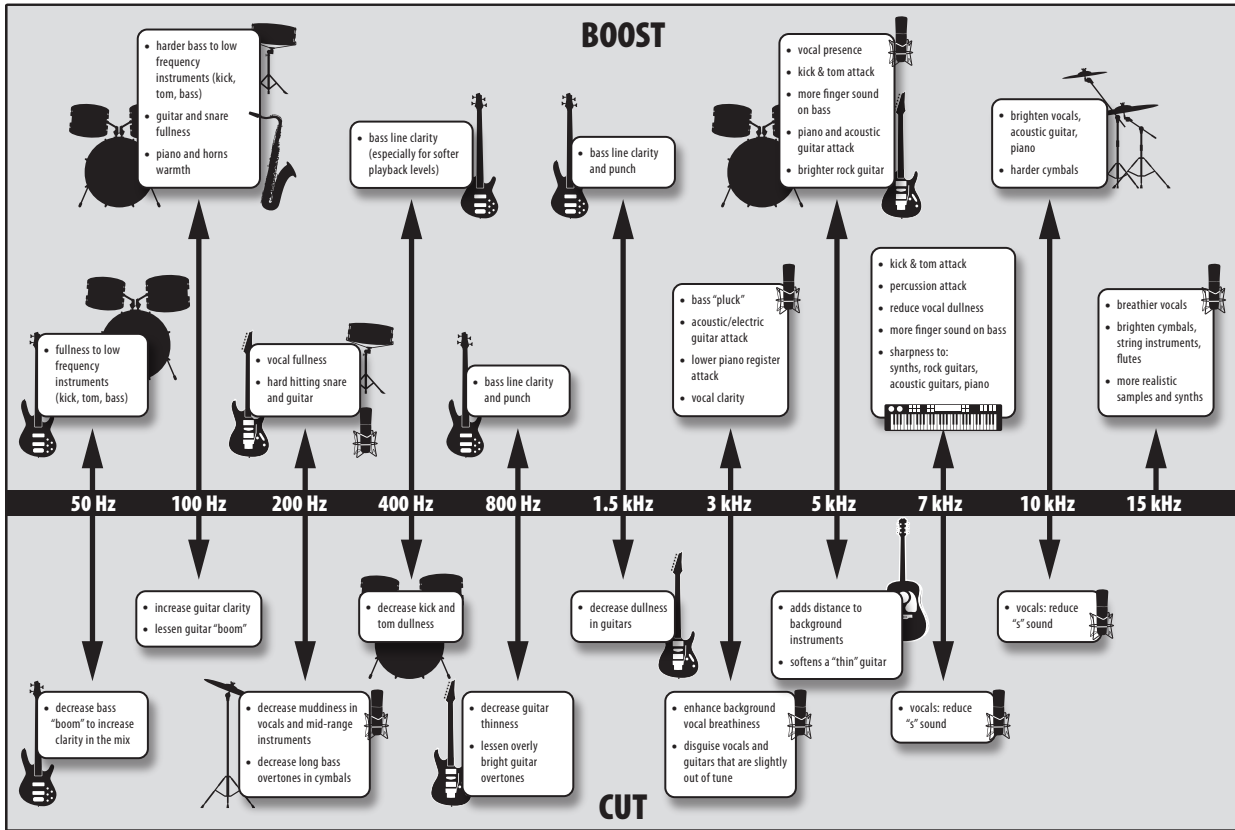 BOOST
• harder bass to low
frequency
instruments (kick,
tom, bass)
• guitar and snare
fullness
• piano and horns
warmth
• bass line clarity
(especially for softer
playback levels)
• bass line clarity
and punch
• vocal presence
• kick & tom attack
• more finger sound
on bass
• piano and acoustic
guitar attack
• brighter rock guitar
• brighten vocals,
acoustic guitar,
piano
• harder cymbals
• fullness to low
frequency
instruments
(kick, tom, bass)
• vocal fullness
• hard hitting snare
and guitar
• bass line clarity
and punch
• bass “pluck”
• acoustic/electric
guitar attack
• lower piano register
attack
• vocal clarity
• kick & tom attack
• percussion attack
• reduce vocal dullness
• more finger sound on bass
• sharpness to:
synths, rock guitars,
acoustic guitars, piano
• breathier vocals
• brighten cymbals,
string instruments,
flutes
• more realistic
samples and synths
50 Hz 100 Hz 200 Hz 400 Hz 800 Hz 1.5 kHz 3 kHz 5 kHz 7 kHz 10 kHz 15 kHz
• increase guitar clarity
• lessen guitar “boom”
• decrease kick and
tom dullness
• decrease dullness
in guitars
• adds distance to
background
instruments
• softens a “thin” guitar
• vocals: reduce
“s” sound
• decrease bass
“boom” to increase
clarity in the mix
• decrease muddiness in
vocals and mid-range
instruments
• decrease long bass
overtones in cymbals
• decrease guitar
thinness
• lessen overly
bright guitar
overtones
• enhance background
vocal breathiness
• disguise vocals and
guitars that are slightly
out of tune
• vocals: reduce
“s” sound
CUT